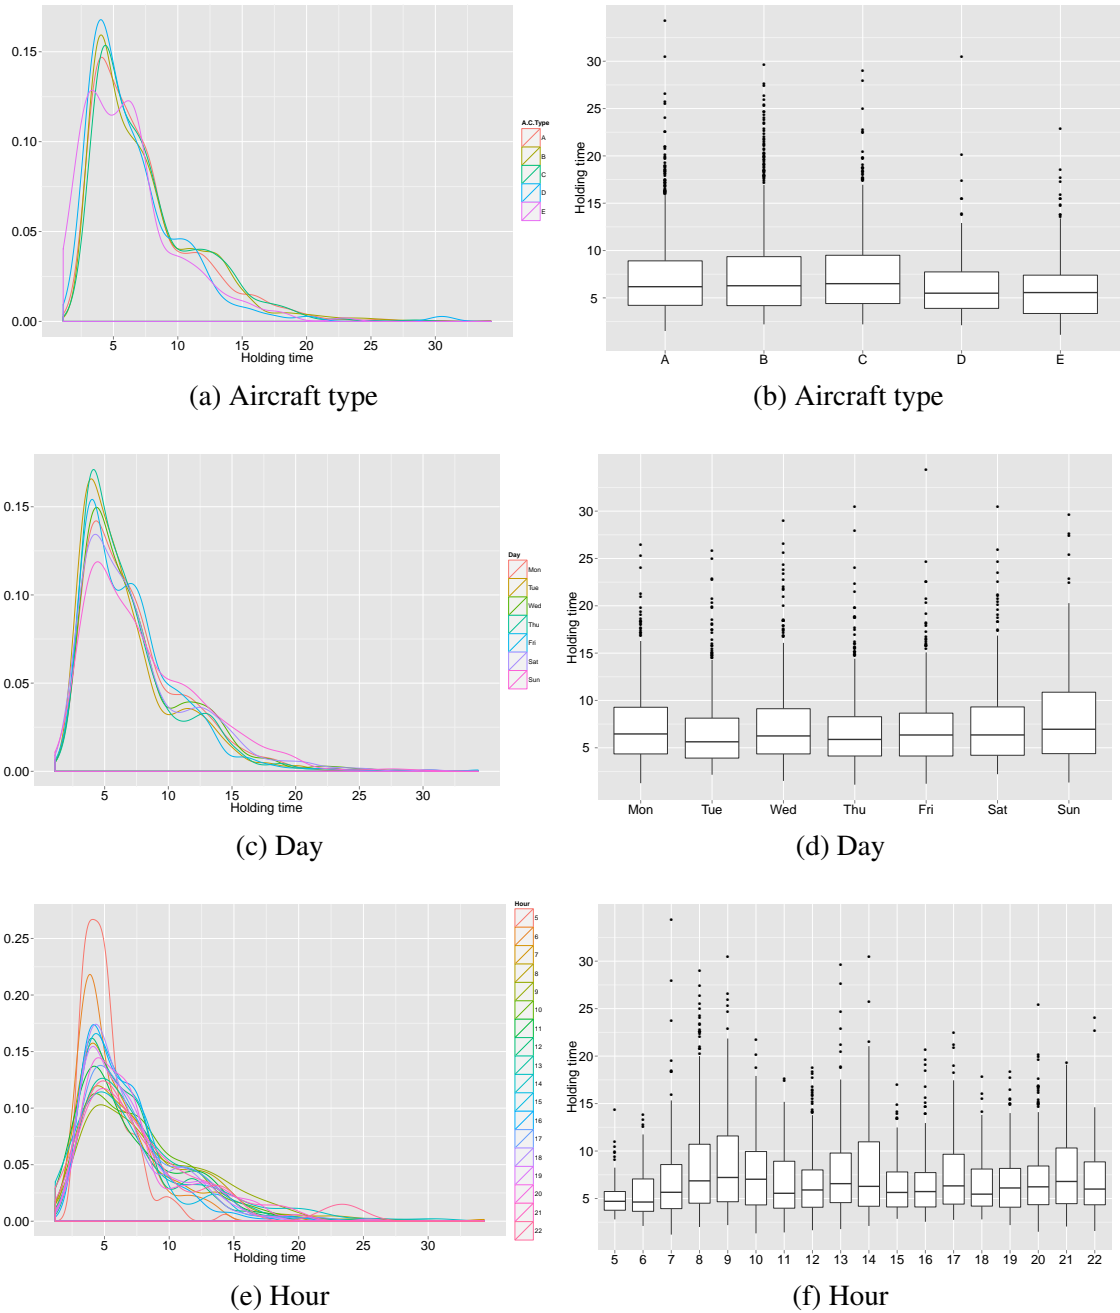 0.15
0.10
0.05
0.00
5 10 15 20 25 30
Holding time
A.C.Type
A
B
C
D
E
(a) Aircraft type
Holding time
30
25
20
15
10
5
A B C D E
(b) Aircraft type
0.15
0.10
0.05
0.00
5 10 15 20 25 30
Holding time
Day
Mon
Tue
Wed
Thu
Fri
Sat
Sun
(c) Day
Holding time
30
25
20
15
10
5
Mon Tue Wed Thu Fri Sat Sun
(d) Day
0.25
0.20
0.15
0.10
0.05
0.00
5 10 15 20 25 30
Holding time
Hour
5
6
7
8
9
10
11
12
13
14
15
16
17
18
19
20
21
22
(e) Hour
Holding time
30
25
20
15
10
5
5 6 7 8 9 10 11 12 13 14 15 16 17 18 19 20 21 22
(f) Hour